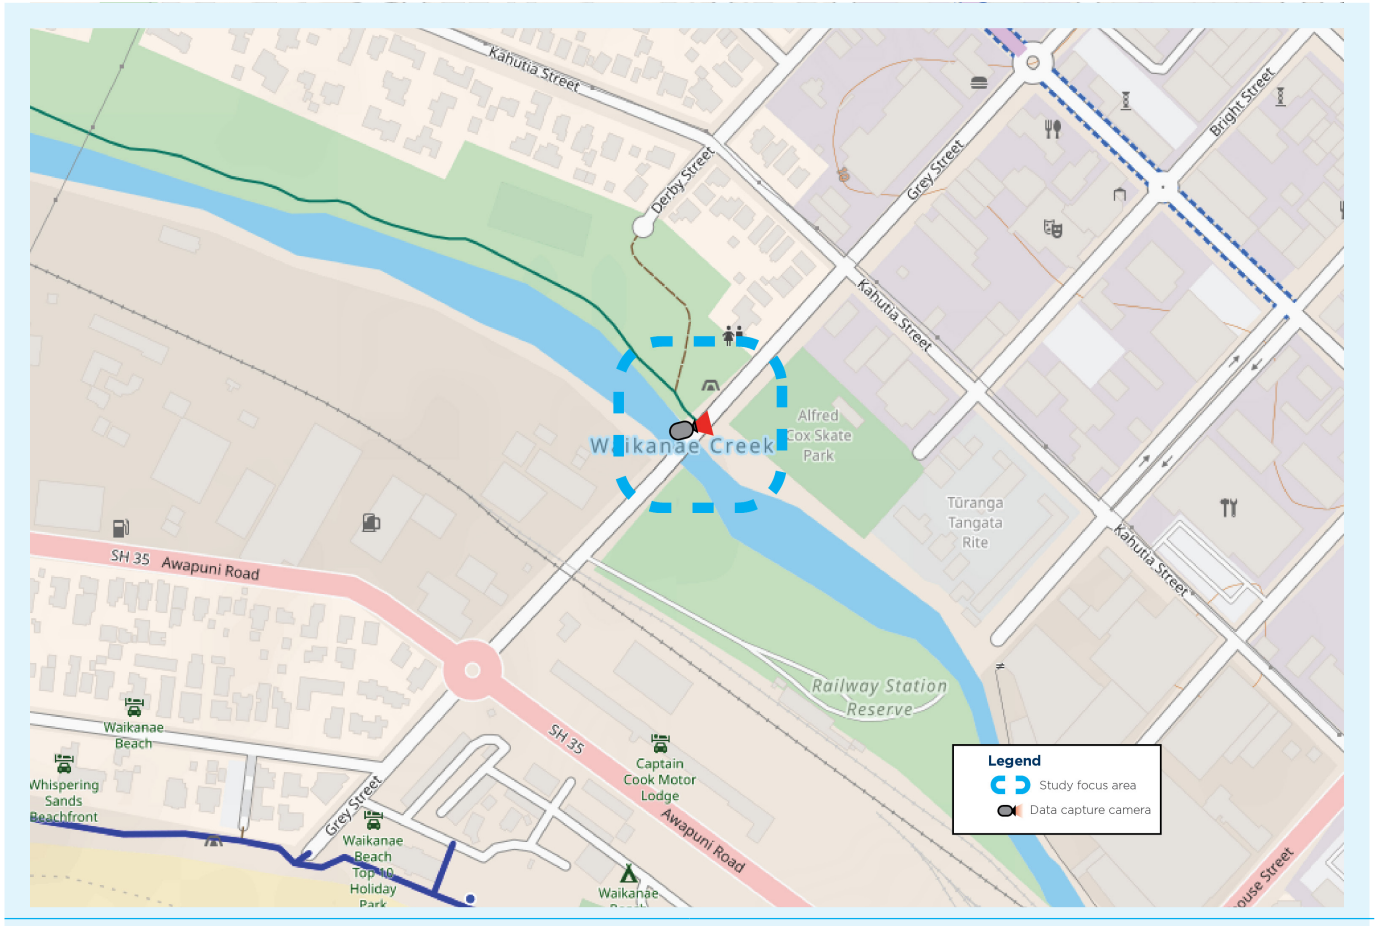 Kahutia Street
Bright Street
Grey Street
Derby Street
Kahutia Street
Alfred
Cox Skate
Park
Waikanae Creek
Tūranga
Tangata
Rite
Kahutia Street
SH 35 Awapuni Road
Railway Station
Reserve
Waikanae
Beach
SH 35
Captain
Cook Motor
Lodge
Whispering
Sands
Beachfront
Grey Street
Waikanae
Beach
Top 10
Holiday
Park
Awapuni Road
Waikanae
Legend
Study focus area
Data capture camera
ouse Street